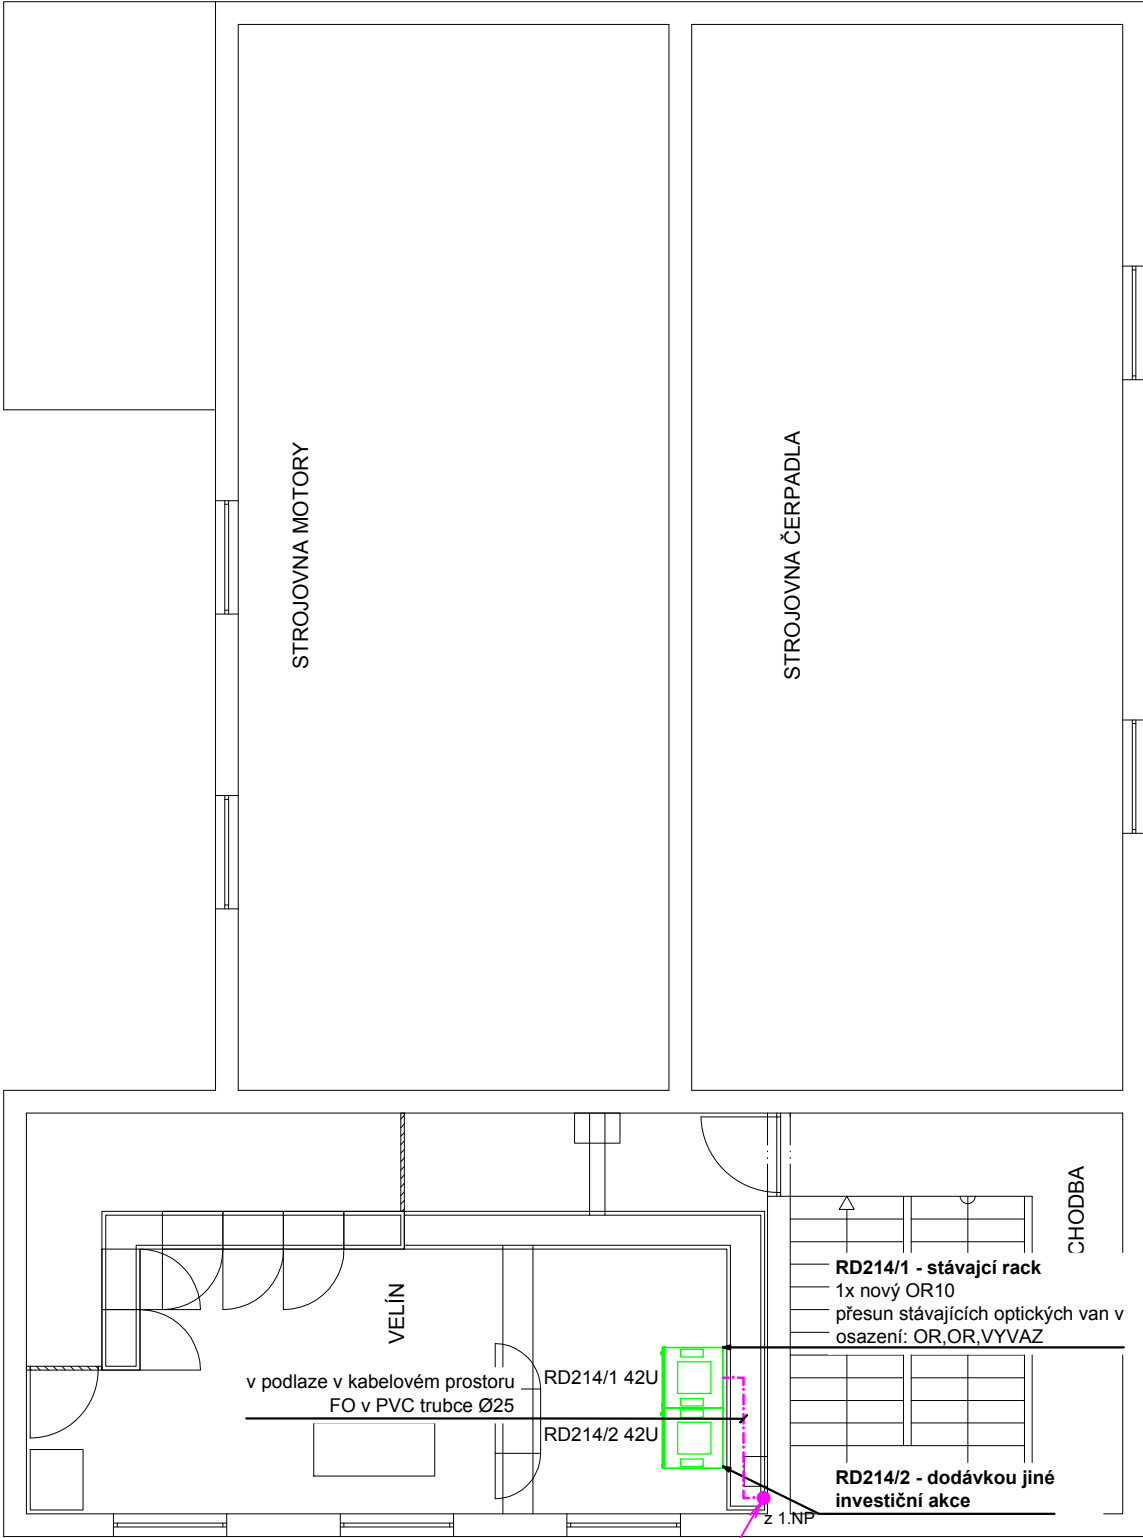 STROJOVNA MOTORY
STROJOVNA ČERPADLA
CHODBA
VELÍN
RD214/1 - stávajcí rack
1x nový OR10
přesun stávajících optických van v
osazení: OR,OR,VYVAZ
v podlaze v kabelovém prostoru
FO v PVC trubce Ø25
RD214/1 42U
RD214/2 42U
RD214/2 - dodávkou jiné
investiční akce
z 1.NP